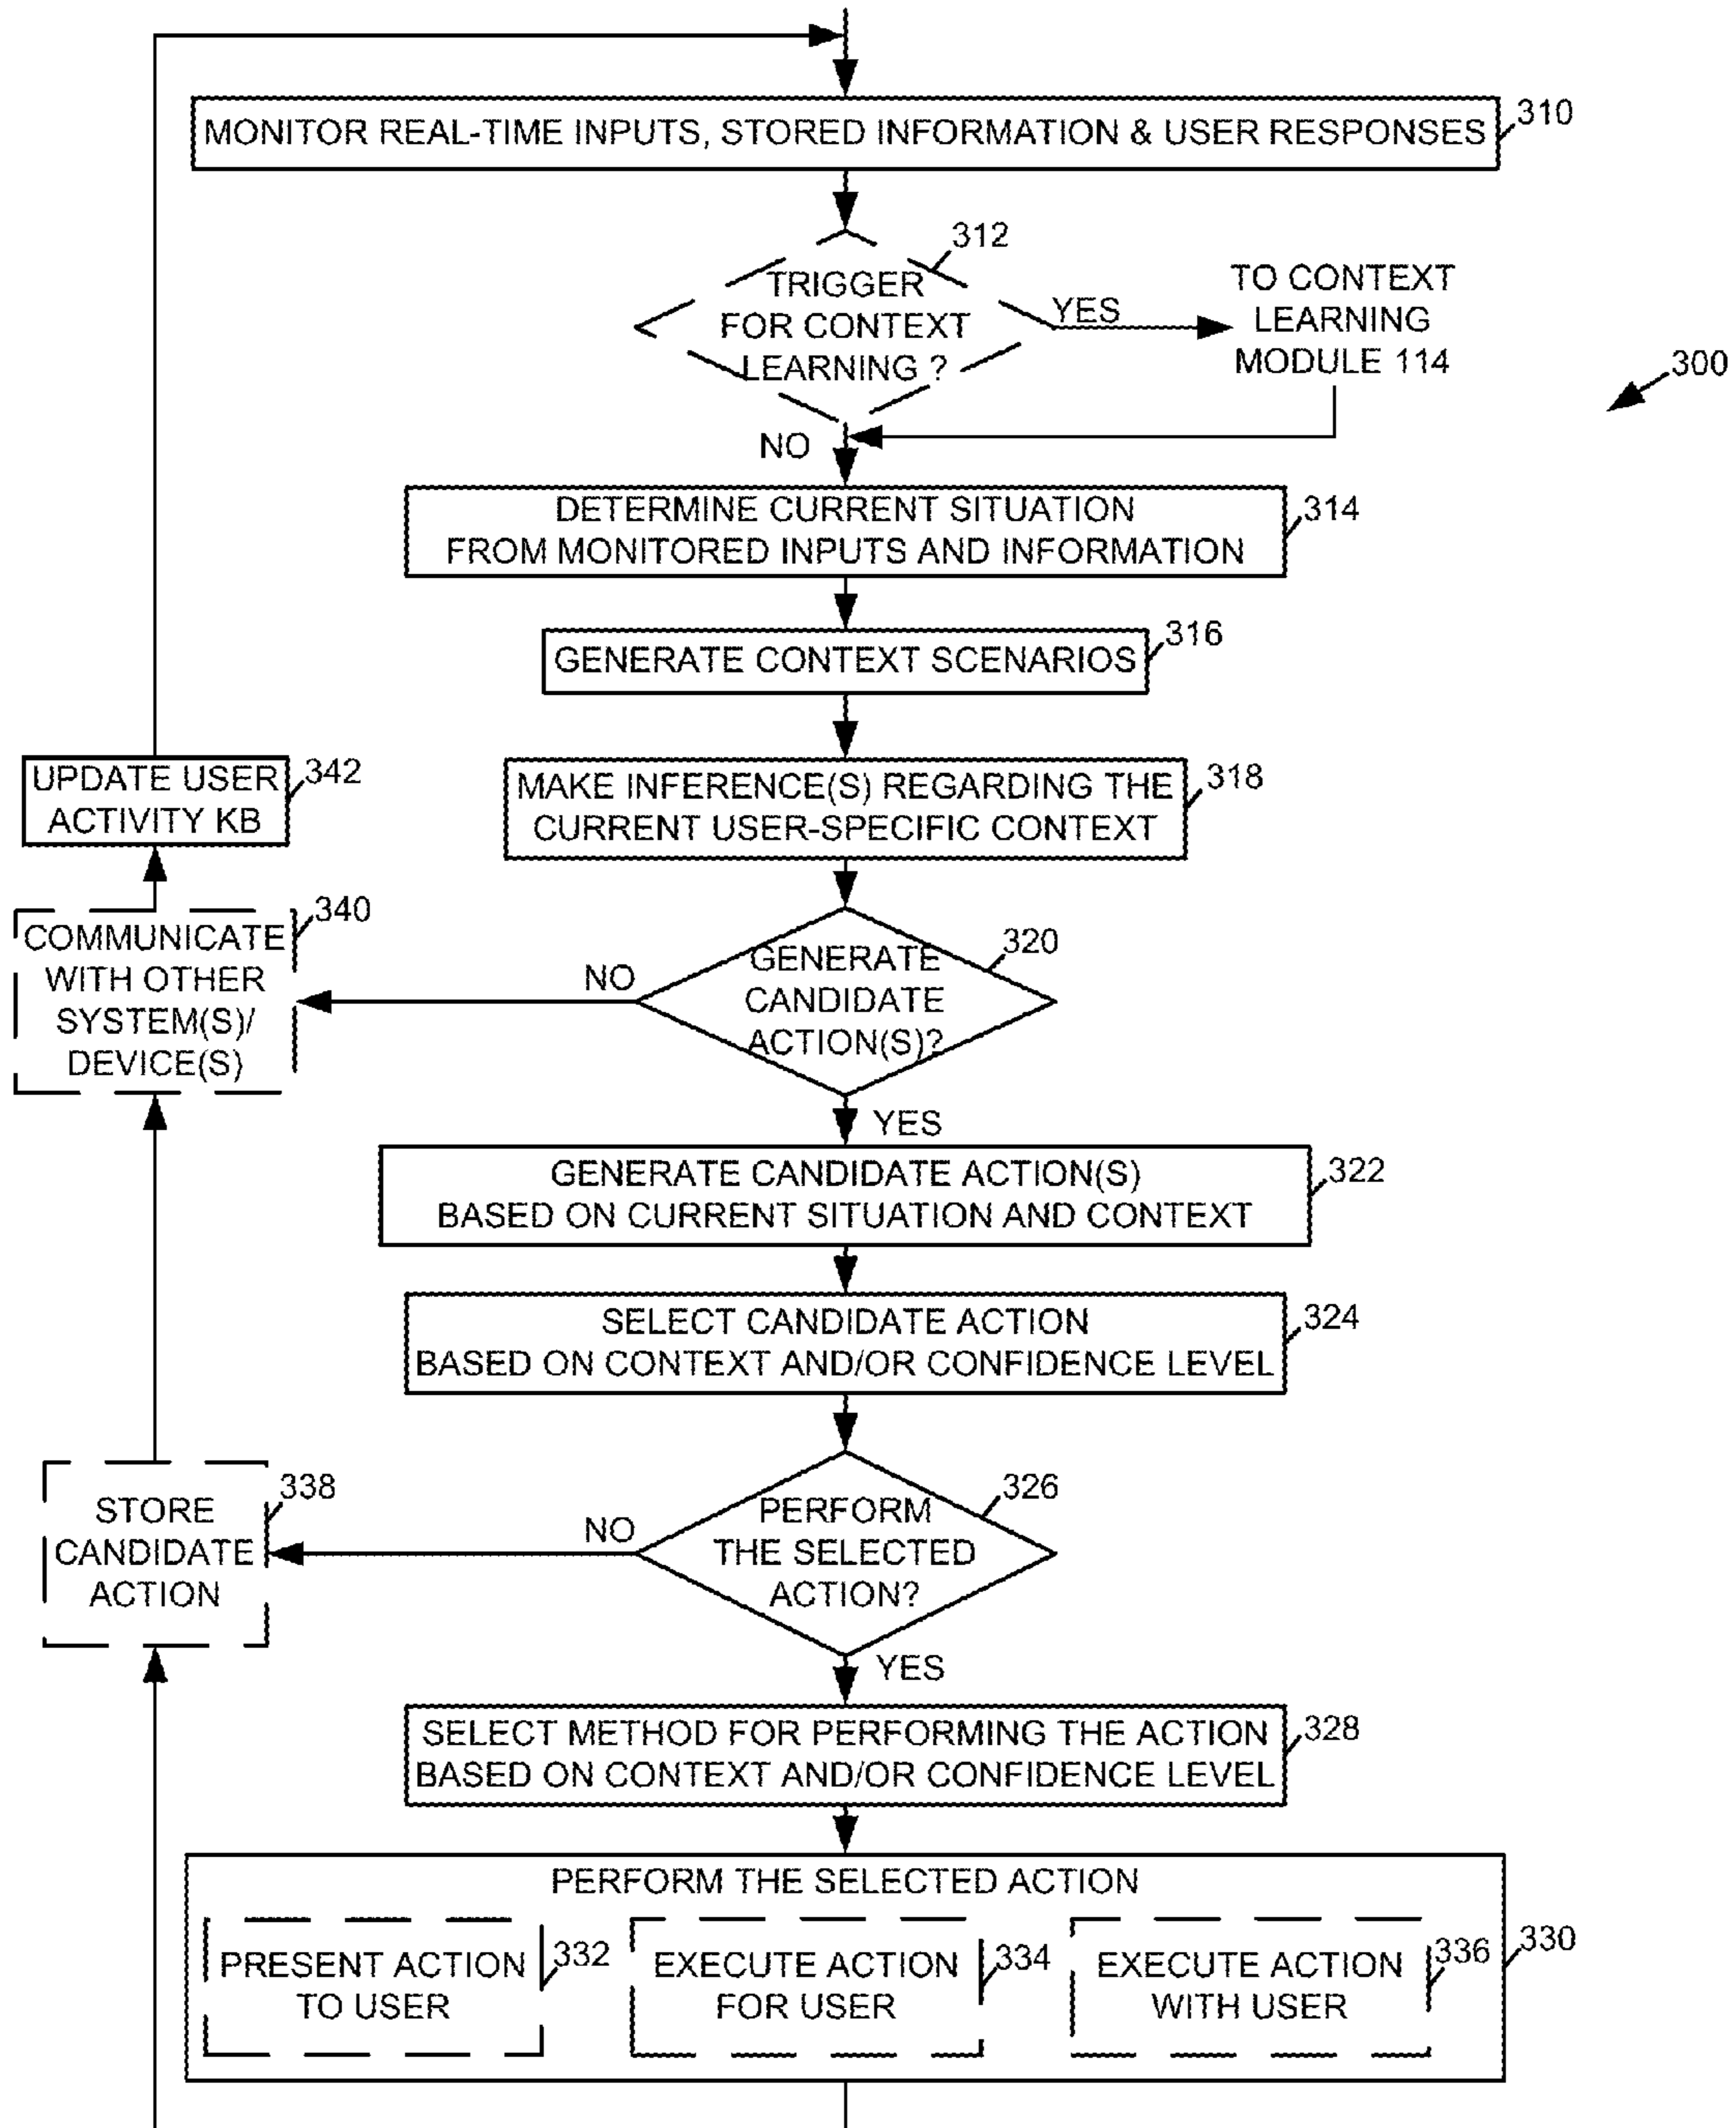 MONITOR REAL-TIME INPUTS, STORED INFORMATION & USER RESPONSES
310
312
TRIGGER
FOR CONTEXT
LEARNING ?
YES
TO CONTEXT
LEARNING
MODULE 114
300
NO
DETERMINE CURRENT SITUATION
FROM MONITORED INPUTS AND INFORMATION
314
GENERATE CONTEXT SCENARIOS
316
UPDATE USER
ACTIVITY KB
342
MAKE INFERENCE(S) REGARDING THE
CURRENT USER-SPECIFIC CONTEXT
318
COMMUNICATE
WITH OTHER
SYSTEM(S)/
DEVICE(S)
340
NO
GENERATE
CANDIDATE
ACTION(S)?
320
YES
GENERATE CANDIDATE ACTION(S)
BASED ON CURRENT SITUATION AND CONTEXT
322
SELECT CANDIDATE ACTION
BASED ON CONTEXT AND/OR CONFIDENCE LEVEL
324
STORE
CANDIDATE
ACTION
338
NO
PERFORM
THE SELECTED
ACTION?
326
YES
SELECT METHOD FOR PERFORMING THE ACTION
BASED ON CONTEXT AND/OR CONFIDENCE LEVEL
328
PERFORM THE SELECTED ACTION
PRESENT ACTION
TO USER
332
EXECUTE ACTION
FOR USER
334
EXECUTE ACTION
WITH USER
336
330